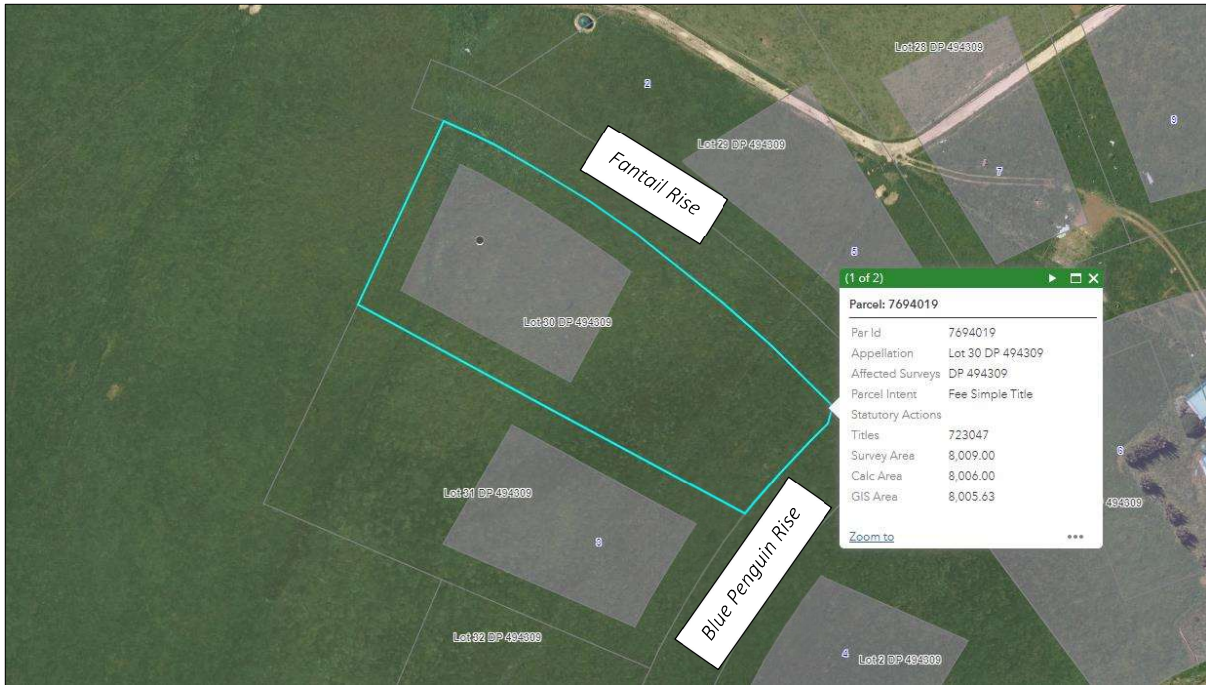 Lot 28 DP 494309
2
9
Lot 29 DP 494309
7
Fantail Rise
5
(1 of 2)
Parcel: 7694019
Par Id 7694019
Appellation Lot 30 DP 494309
Affected Surveys DP 494309
Parcel Intent Fee Simple Title
Statutory Actions
Titles 723047
Survey Area 8,009.00
Calc Area 8,006.00
GIS Area 8,005.63
Zoom to
•••
Lot 30 DP 494309
6
Lot 31 DP 494309
494309
3
Blue Penguin Rise
Lot 32 DP 494309
4
Lot 2 DP 494309